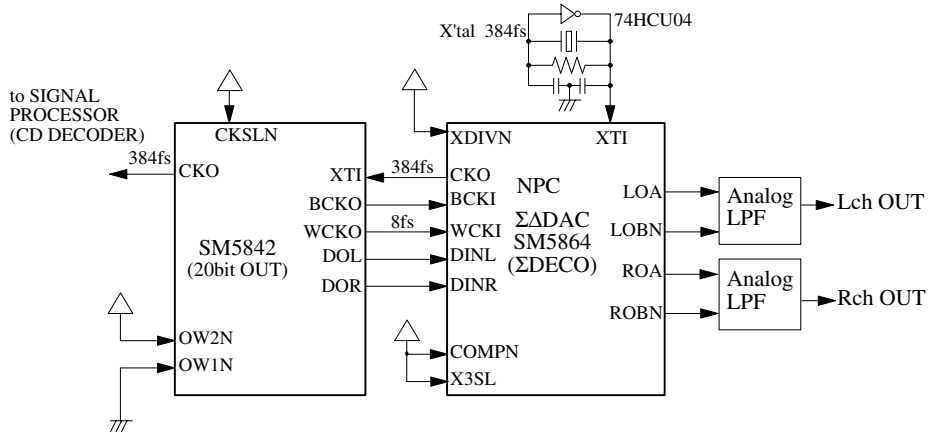 X'tal 384fs
74HCU04
to SIGNAL
PROCESSOR
(CD DECODER)
384fs
CKSLN
CKO
XTI
BCKO
WCKO
DOL
DOR
SM5842
(20bit OUT)
OW2N
OW1N
384fs
8fs
XDIVN
XTI
CKO
BCKI
WCKI
DINL
DINR
NPC
ΣΔDAC
SM5864
(ΣDECO)
COMPN
X3SL
LOA
LOBN
ROA
ROBN
Analog
LPF
Lch OUT
Analog
LPF
Rch OUT